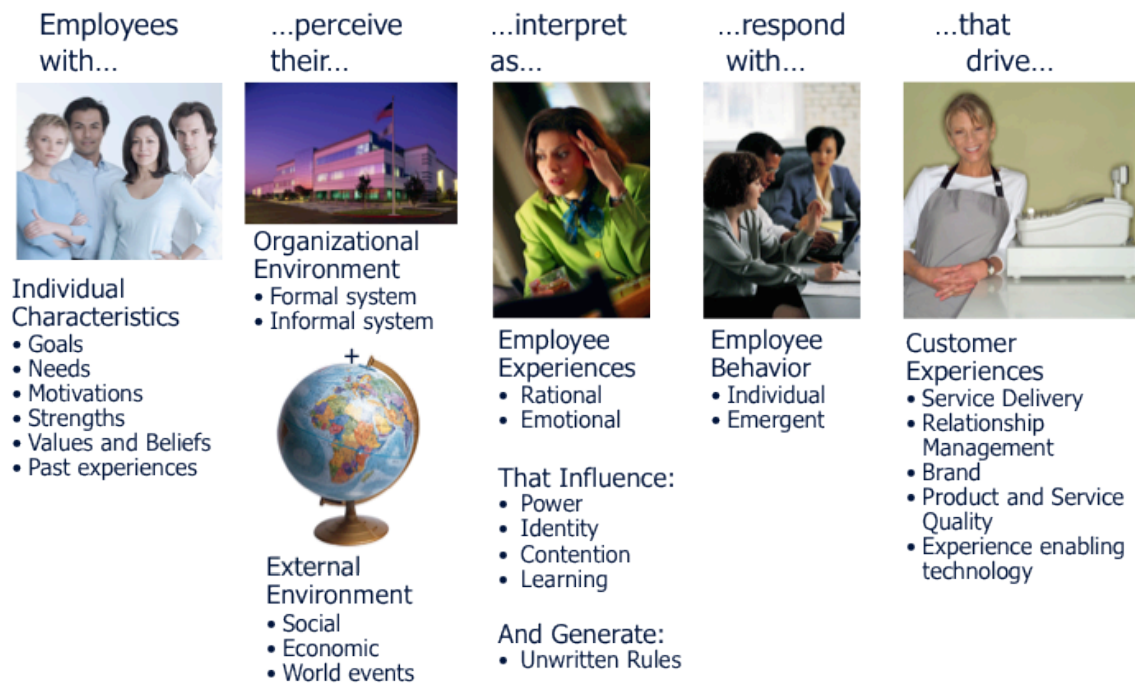 Employees
with...
...perceive
their...
...interpret
as...
...respond
with...
...that
drive...
Individual
Characteristics
• Goals
• Needs
• Motivations
• Strengths
• Values and Beliefs
• Past experiences
Organizational
Environment
• Formal system
• Informal system
+
External
Environment
• Social
• Economic
• World events
Employee
Experiences
• Rational
• Emotional
That Influence:
• Power
• Identity
• Contention
• Learning
And Generate:
• Unwritten Rules
Employee
Behavior
• Individual
• Emergent
Customer
Experiences
• Service Delivery
• Relationship
Management
• Brand
• Product and Service
Quality
• Experience enabling
technology